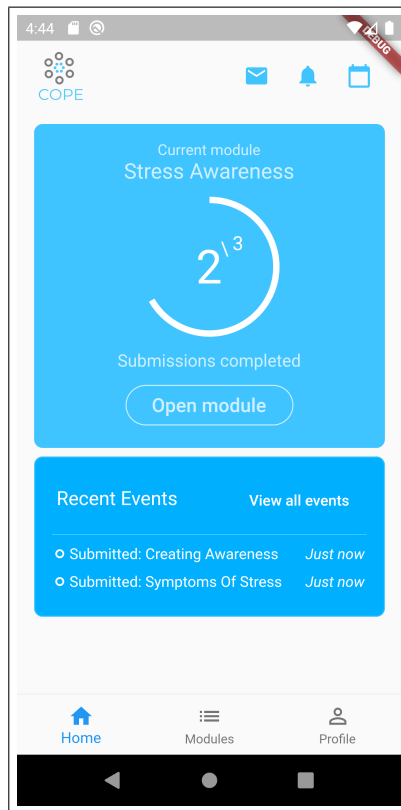 4:44
DEBUG
COPE
Current module
Stress Awareness
2 \ 3
Submissions completed
Open module
Recent Events
View all events
Submitted: Creating Awareness Just now
Submitted: Symptoms Of Stress Just now
Home
Modules
Profile